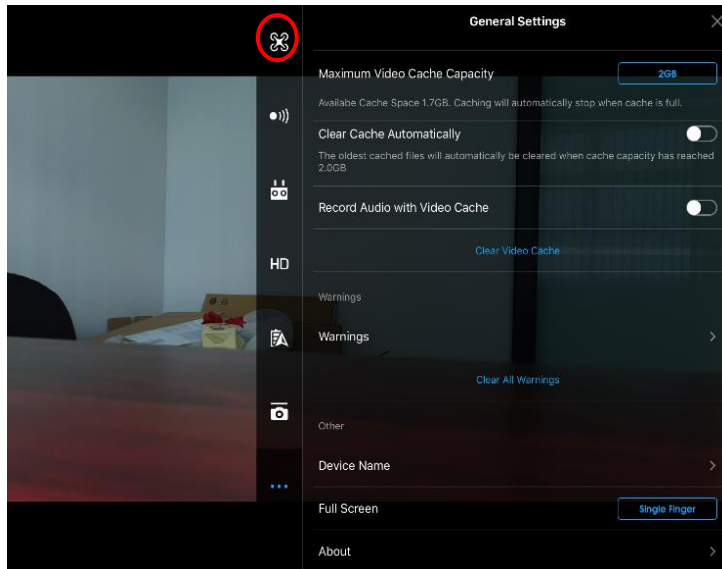 General Settings
Maximum Video Cache Capacity
2GB
Availabe Cache Space 1.7GB. Caching will automatically stop when cache is full.
Clear Cache Automatically
The oldest cached files will automatically be cleared when cache capacity has reached
2.0GB
Record Audio with Video Cache
HD
Clear Video Cache
Warnings
Warnings
Clear All Warnings
Other
Device Name
Full Screen
Single Finger
About